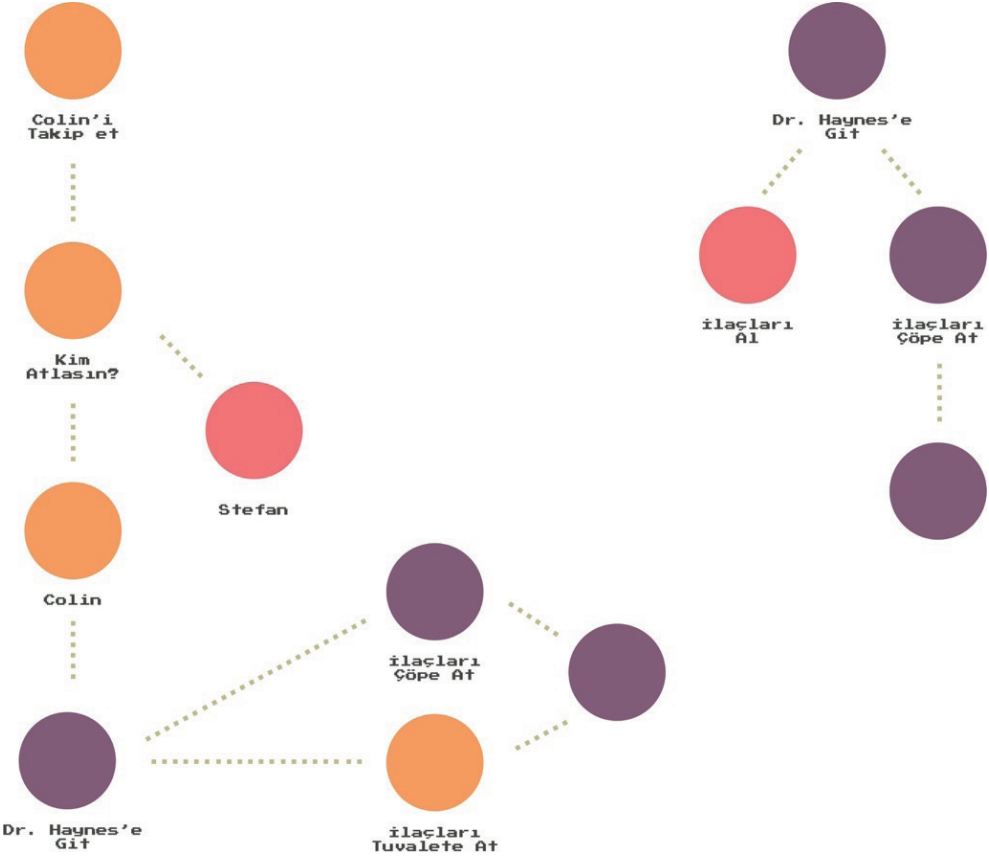 Colin'i
Takip et
Dr. Haynes'e
Git
Kim
Atlasın?
İlaçları
Al
İlaçları
Çöpe At
Stefan
Colin
İlaçları
Çöpe At
Dr. Haynes'e
Git
İlaçları
Tuvalete At